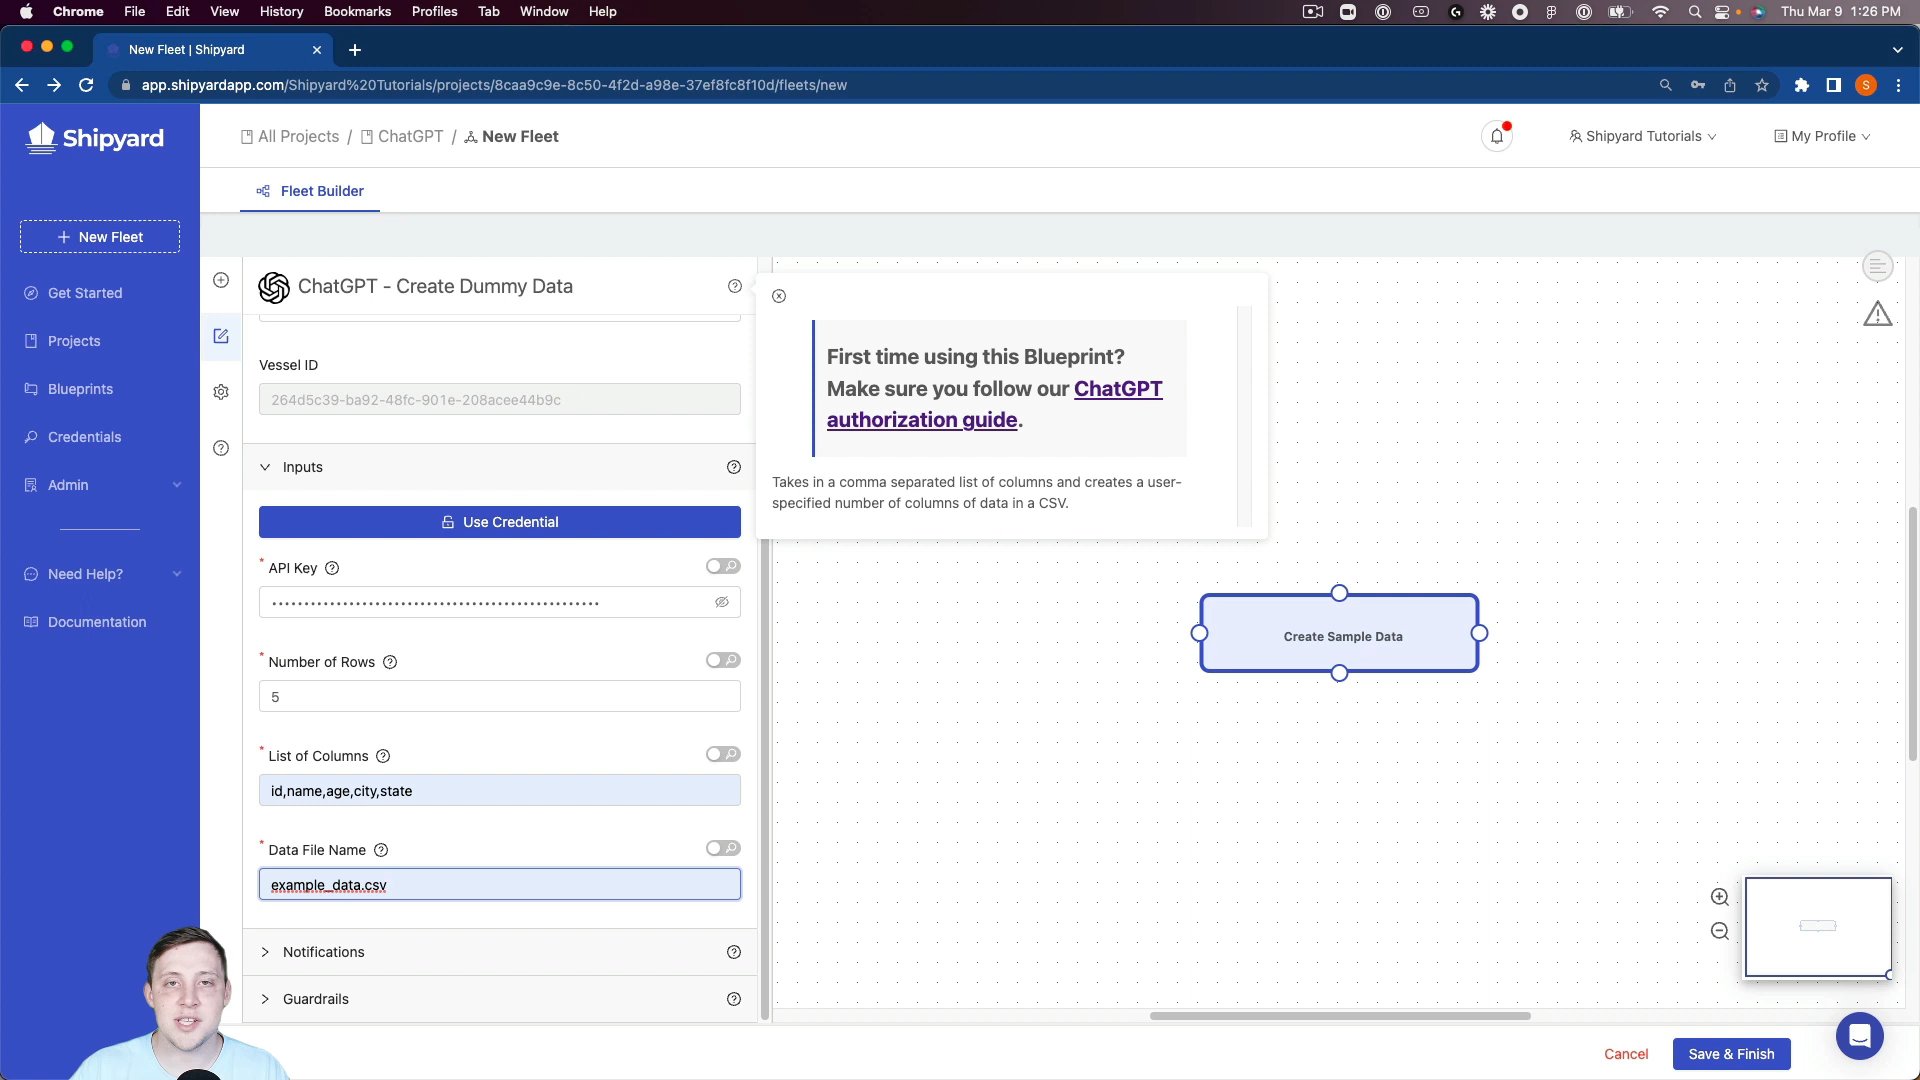 Chrome File Edit View History Bookmarks Profiles Tab Window Help Thu Mar 9 1:26 PM
New Fleet | Shipyard
app.shipyardapp.com/Shipyard%20Tutorials/projects/8caa9c9e-8c50-4f2d-a98e-37ef8fc8f10d/fleets/new S
Shipyard
All Projects / ChatGPT / New Fleet
Shipyard Tutorials
My Profile
Fleet Builder
+ New Fleet
Get Started
Projects
Blueprints
Credentials
Admin
Need Help?
Documentation
ChatGPT - Create Dummy Data
Vessel ID
264d5c39-ba92-48fc-901e-208acee44b9c
Inputs
Use Credential
* API Key
* Number of Rows
5
* List of Columns
id,name,age,city,state
* Data File Name
example_data.csv
Notifications
Guardrails
First time using this Blueprint?
Make sure you follow our ChatGPT
authorization guide.
Takes in a comma separated list of columns and creates a user-
specified number of columns of data in a CSV.
Create Sample Data
Cancel
Save & Finish